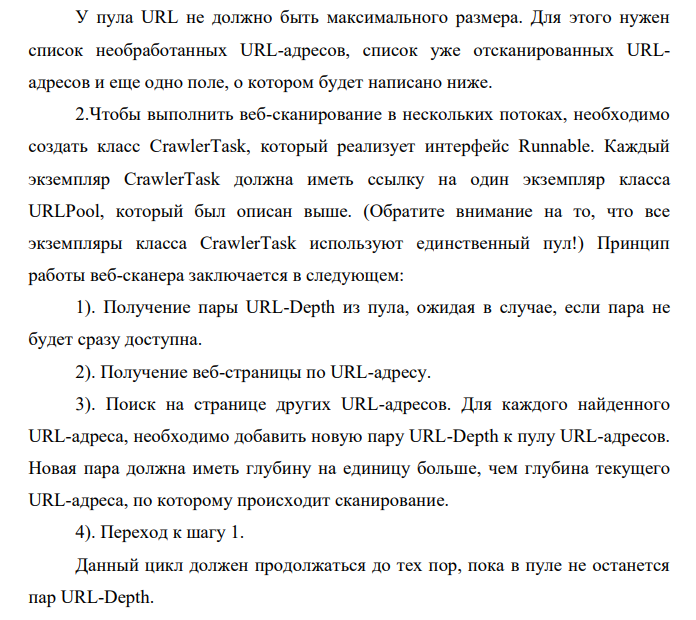 У пула URL не должно быть максимального размера. Для этого нужен
список необработанных URL-адресов, список уже отсканированных URL-
адресов и еще одно поле, о котором будет написано ниже.
2.Чтобы выполнить веб-сканирование в нескольких потоках, необходимо
создать класс CrawlerTask, который реализует интерфейс Runnable. Каждый
экземпляр CrawlerTask должна иметь ссылку на один экземпляр класса
URLPool, который был описан выше. (Обратите внимание на то, что все
экземпляры класса CrawlerTask используют единственный пул!) Принцип
работы веб-сканера заключается в следующем:
1). Получение пары URL-Depth из пула, ожидая в случае, если пара не
будет сразу доступна.
2). Получение веб-страницы по URL-адресу.
3). Поиск на странице других URL-адресов. Для каждого найденного
URL-адреса, необходимо добавить новую пару URL-Depth к пулу URL-адресов.
Новая пара должна иметь глубину на единицу больше, чем глубина текущего
URL-адреса, по которому происходит сканирование.
4). Переход к шагу 1.
Данный цикл должен продолжаться до тех пор, пока в пуле не останется
пар URL-Depth.